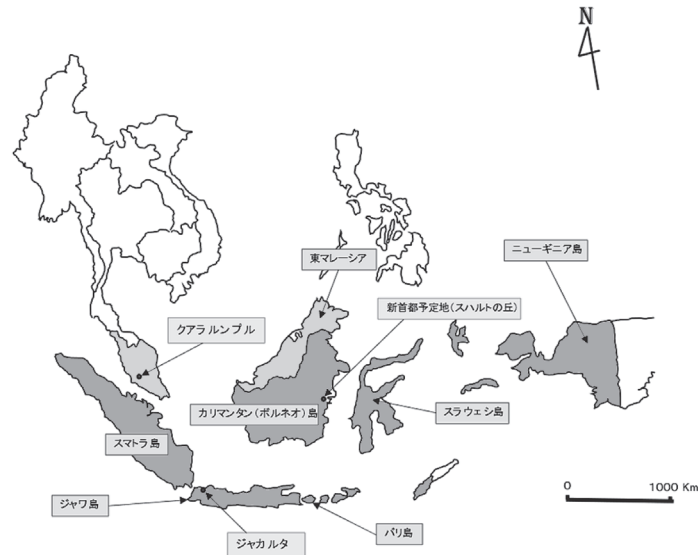 N
ニューギニア島
東マレーシア
新首都予定地(スハルトの丘)
クアラルンプル
カリマンタン(ボルネオ)島
スラウェシ島
スマトラ島
0 1000 Km
ジャワ島
ジャカルタ
バリ島